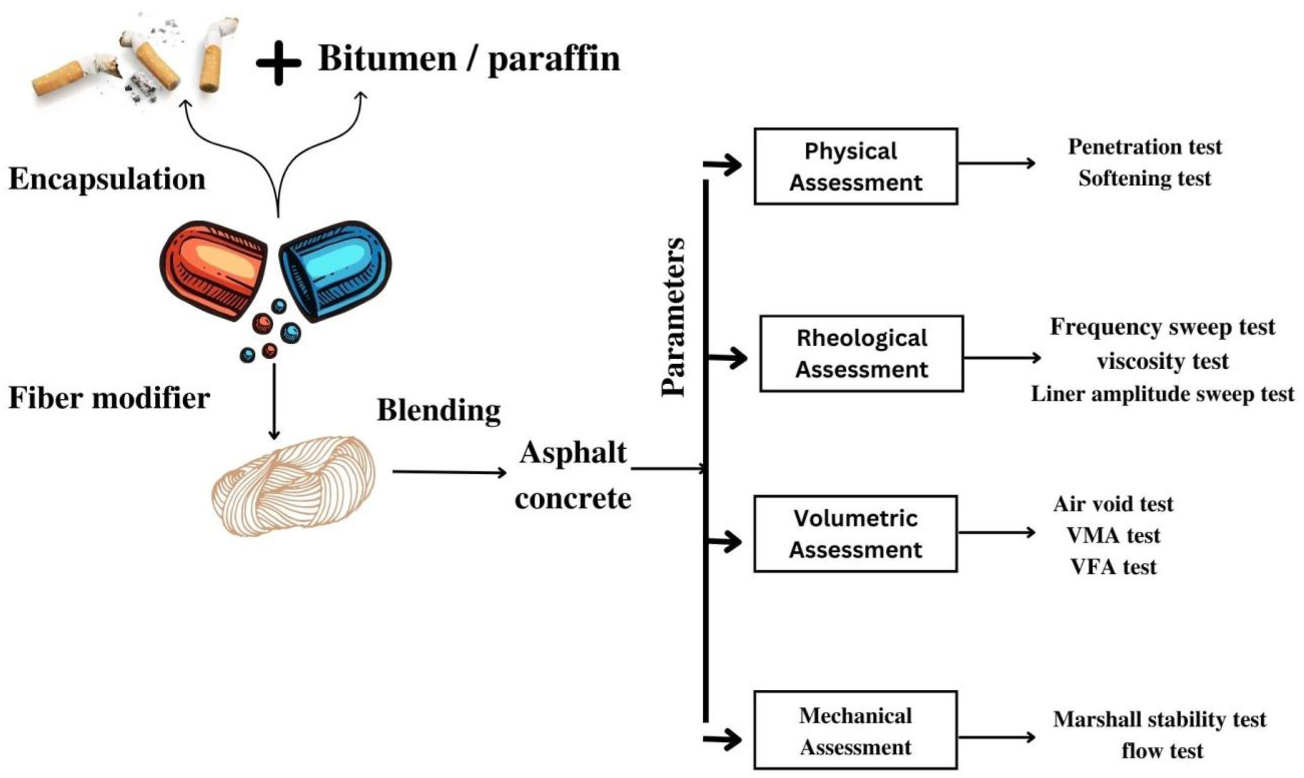 Bitumen / paraffin
Encapsulation
Fiber modifier
Blending
Asphalt
concrete
Parameters
Physical
Assessment
Penetration test
Softening test
Rheological
Assessment
Frequency sweep test
viscosity test
Liner amplitude sweep test
Volumetric
Assessment
Air void test
VMA test
VFA test
Mechanical
Assessment
Marshall stability test
flow test